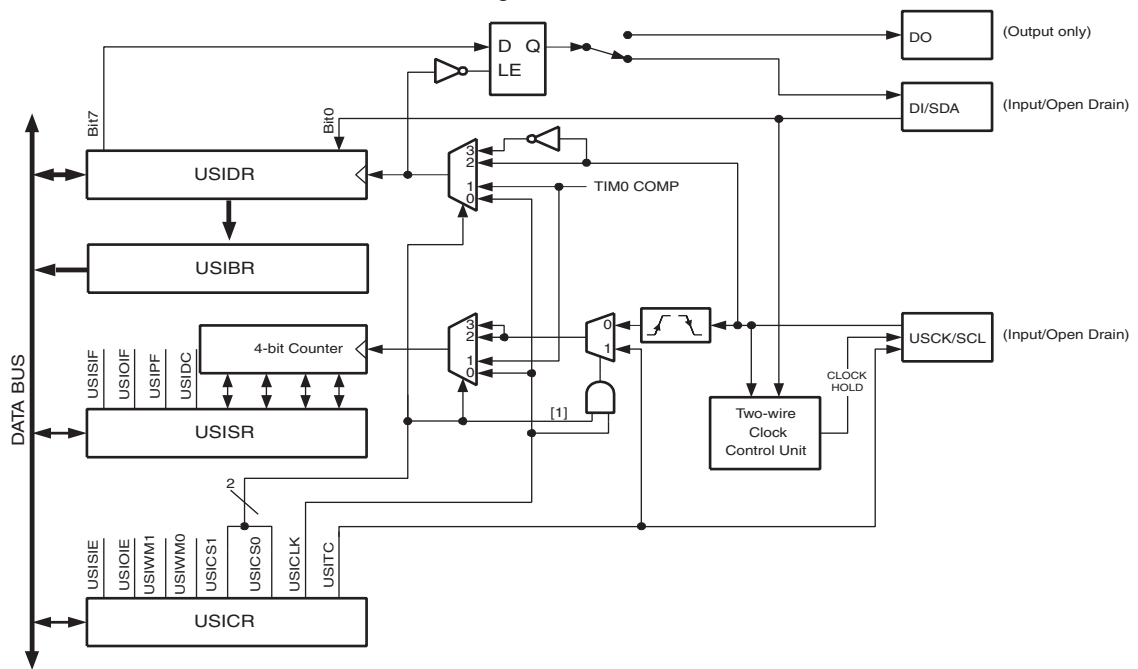 D Q
LE
DO
(Output only)
DI/SDA
(Input/Open Drain)
Bit7
Bit0
USIDR
3
2
1
0
TIM0 COMP
USIBR
DATA BUS
4-bit Counter
USISIF
USIOIF
USIPF
USIDC
USISR
3
2
1
0
0
1
[1]
USCK/SCL
(Input/Open Drain)
CLOCK
HOLD
Two-wire
Clock
Control Unit
2
USISIE
USIOIE
USIWM1
USIWM0
USICS1
USICS0
USICLK
USITC
USICR